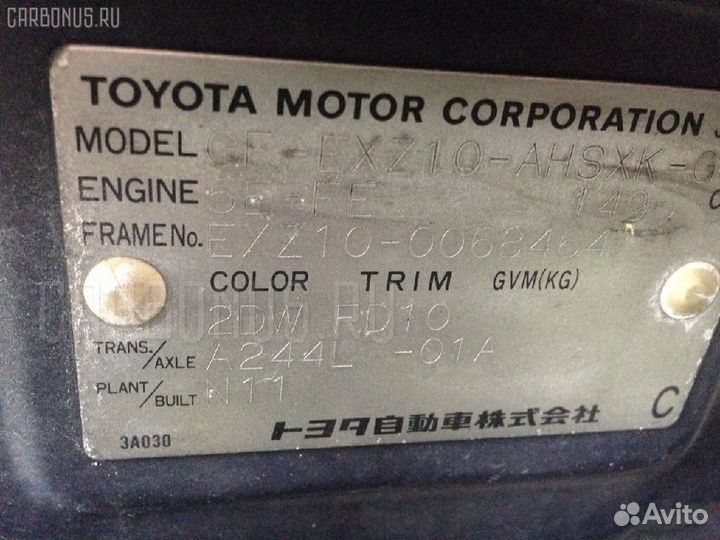 CARBONUS.RU
TOYOTA MOTOR CORPORATION
MODEL GF-EXZ10-AHSXK-G
ENGINE 5E-FE 149
FRAME No. EXZ10-0068464
COLOR TRIM GVM(KG)
2DW FD10
TRANS./AXLE A244L -01A
PLANT/BUILT N11
3A030 トヨタ自動車株式会社 C
Avito